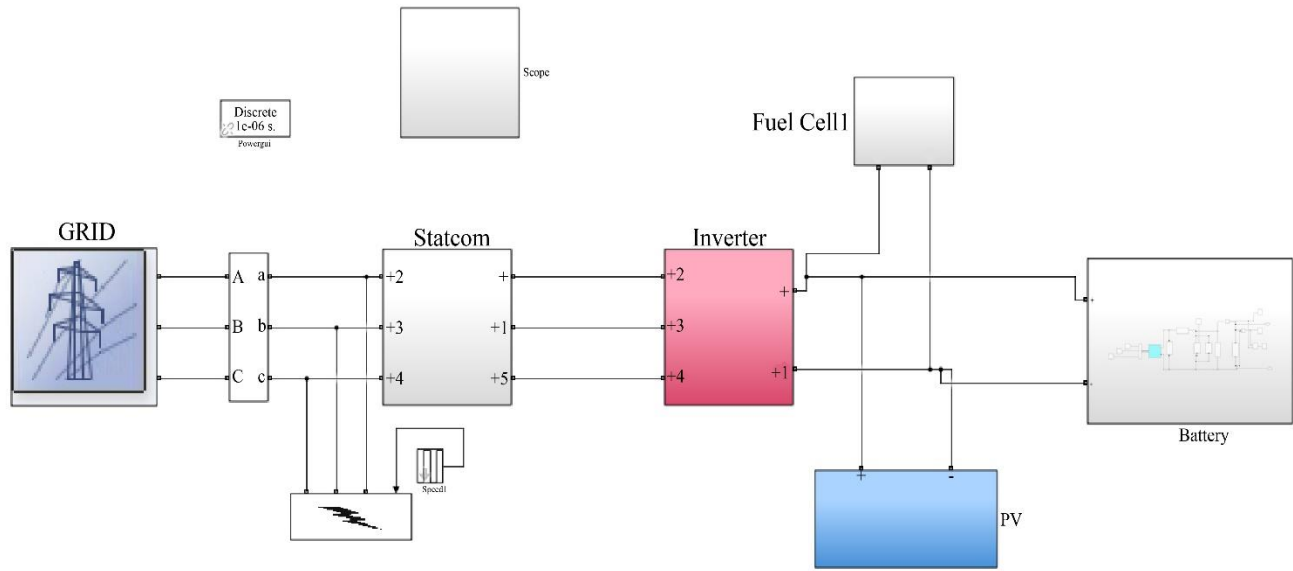 Scope
Discrete
1e-06 s.
Powergui
Fuel Cell1
GRID
Statcom
Inverter
A a +2 + +2
+
B b +3 +1 +3
C c +4 +5 +4
+1
+
-
Battery
Speed1
+ -
PV